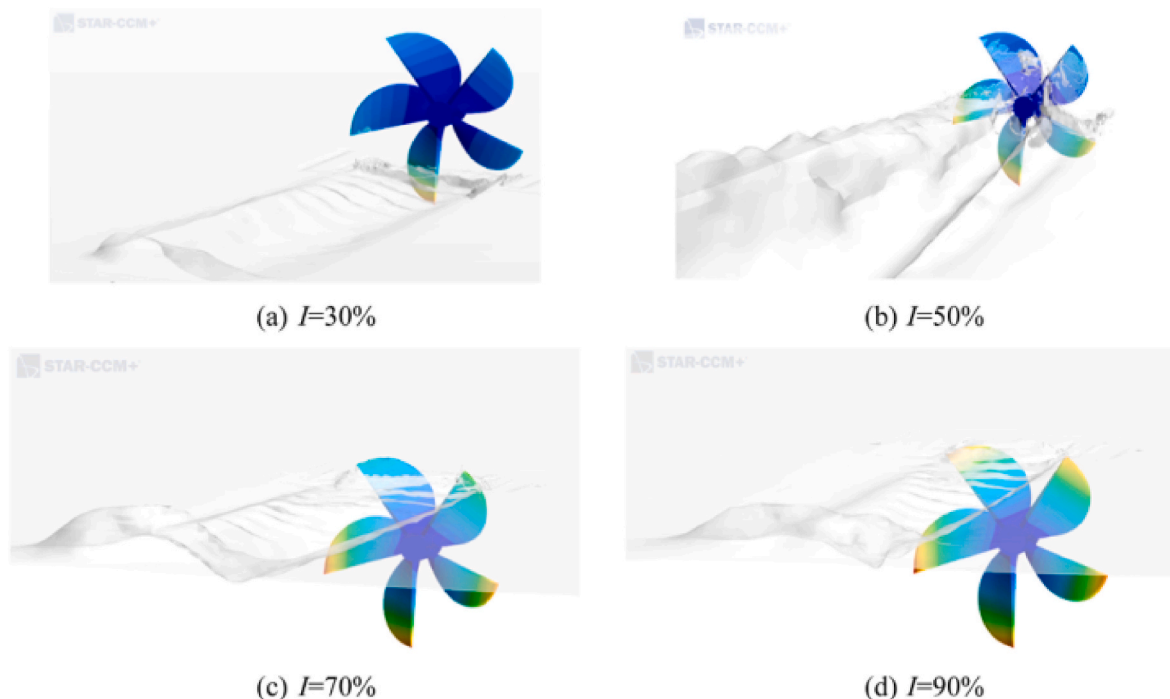 STAR-CCM+
STAR-CCM+
(a) I=30%
(b) I=50%
STAR-CCM+
STAR-CCM+
(c) I=70%
(d) I=90%